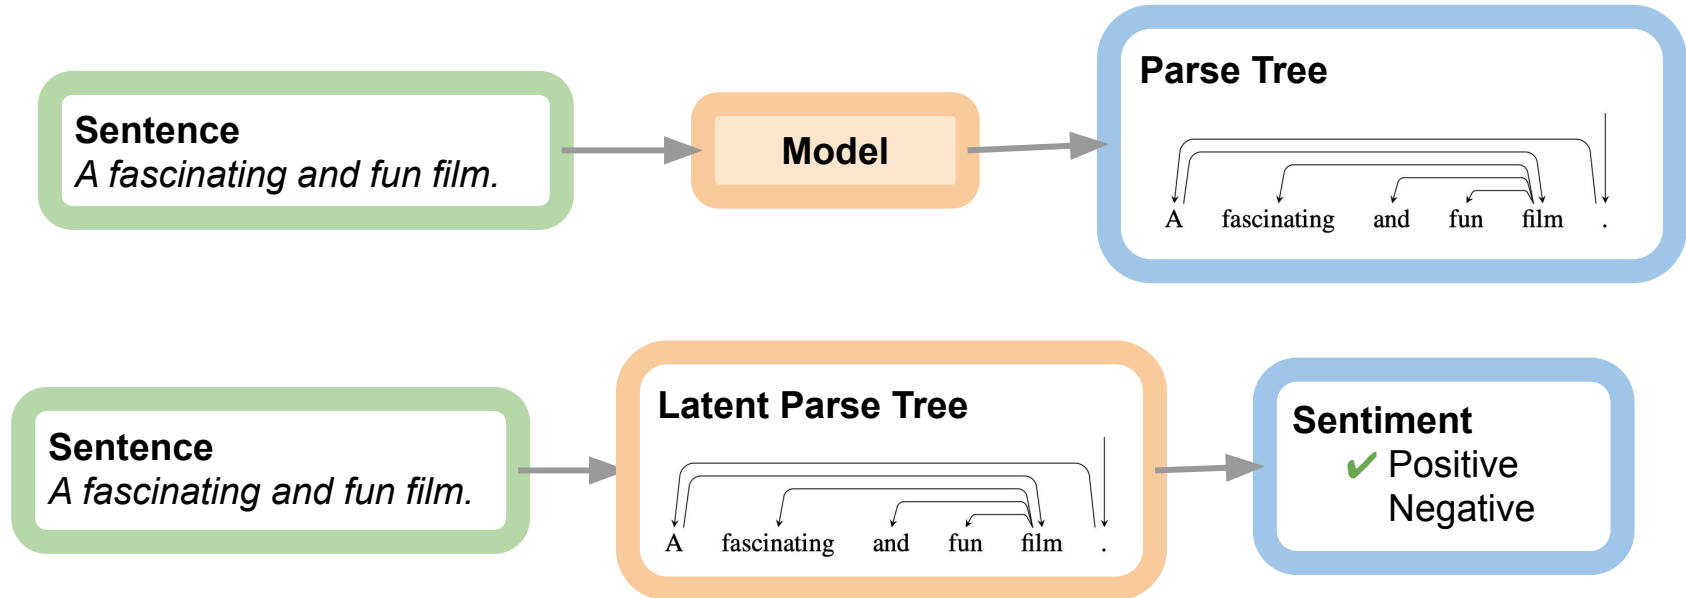 Sentence
A fascinating and fun film.
Model
Parse Tree
A fascinating and fun film .
Sentence
A fascinating and fun film.
Latent Parse Tree
A fascinating and fun film .
Sentiment
✔ Positive
Negative